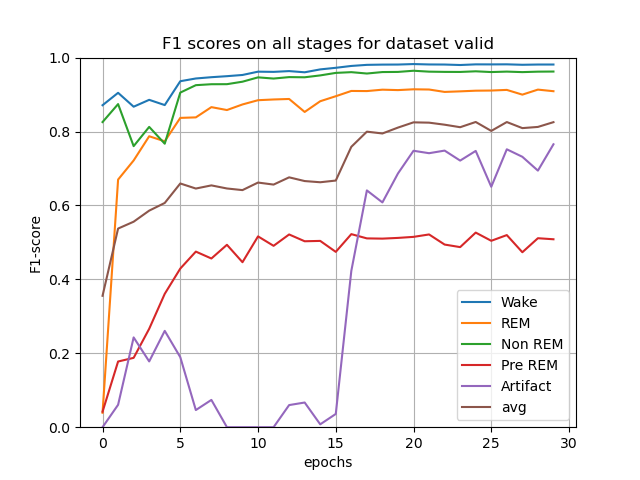 F1 scores on all stages for dataset valid
F1-score
1.0
0.8
0.6
0.4
0.2
0.0
0 5 10 15 20 25 30
epochs
Wake
REM
Non REM
Pre REM
Artifact
avg